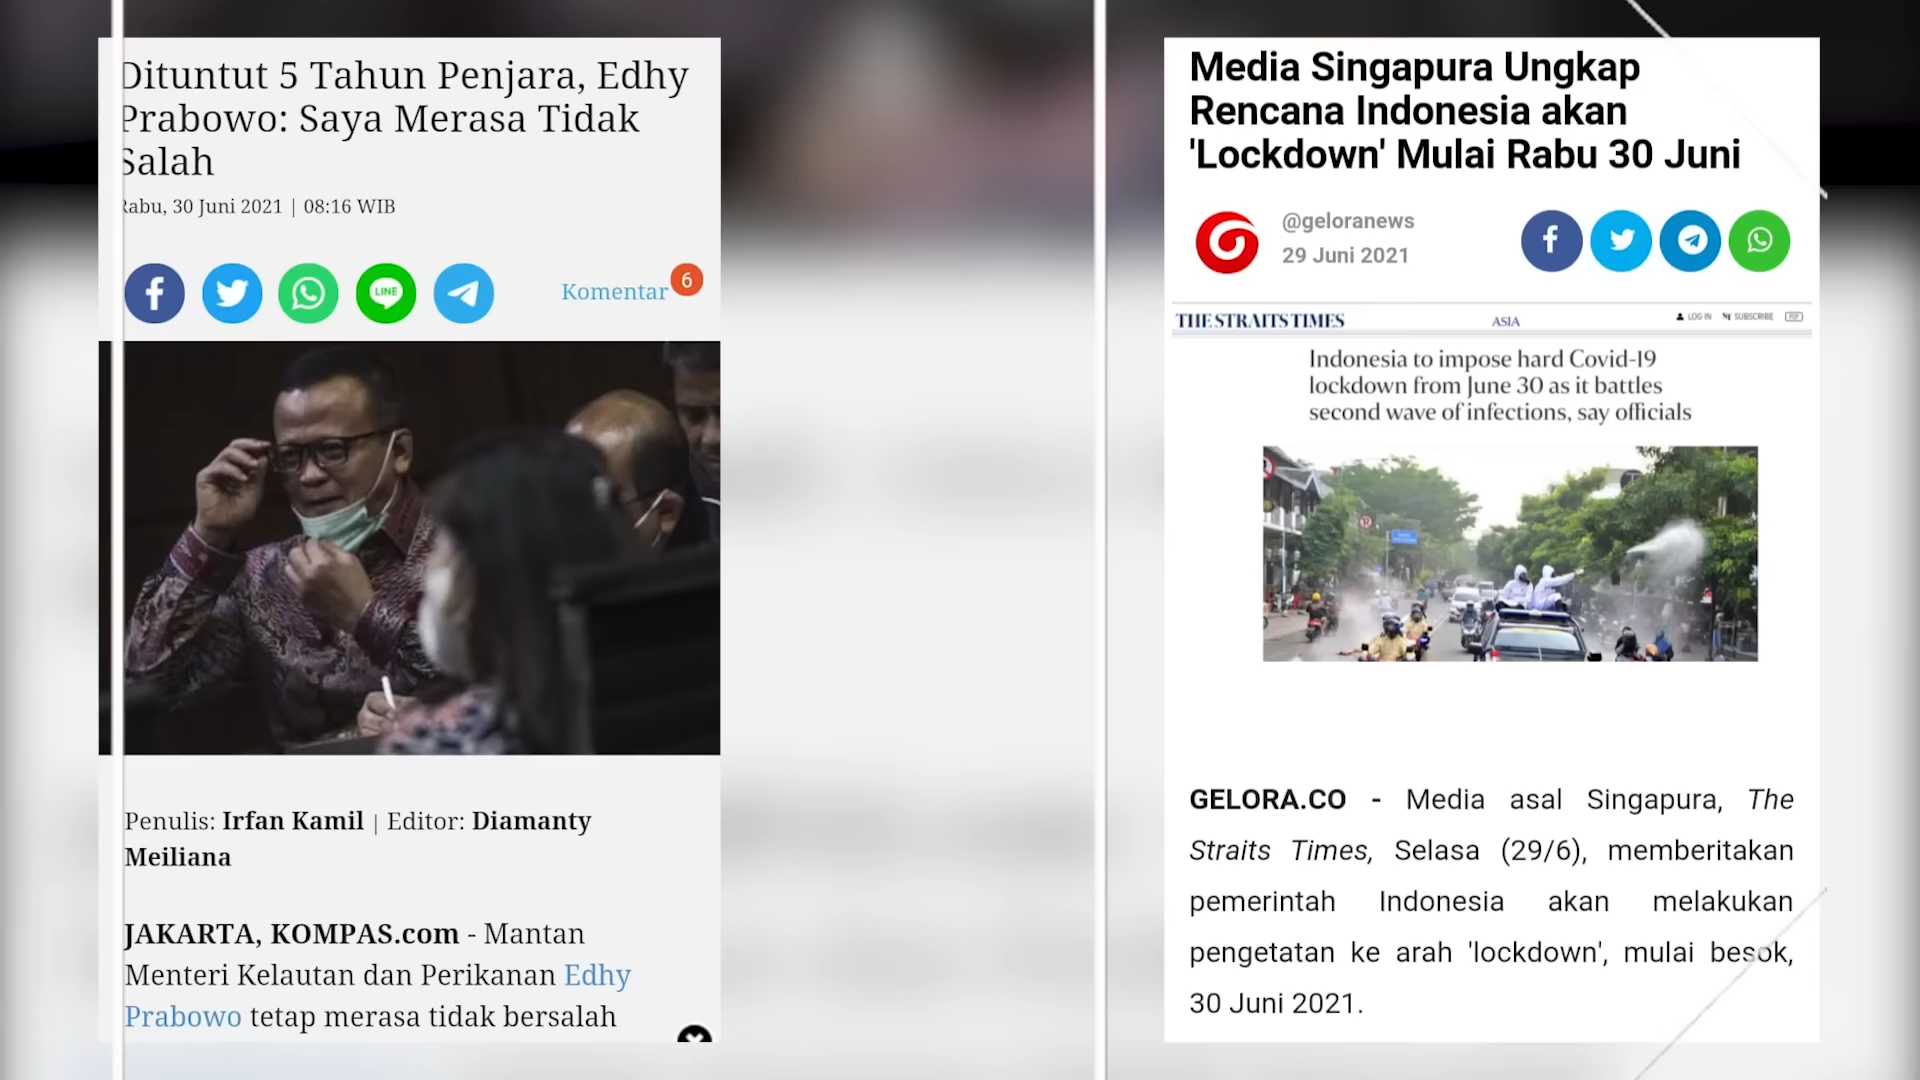 Dituntut 5 Tahun Penjara, Edhy
Prabowo: Saya Merasa Tidak
Salah
Rabu, 30 Juni 2021 | 08:16 WIB
LINE
Komentar 6
Penulis: Irfan Kamil | Editor: Diamanty
Meiliana
JAKARTA, KOMPAS.com - Mantan
Menteri Kelautan dan Perikanan Edhy
Prabowo tetap merasa tidak bersalah
Media Singapura Ungkap
Rencana Indonesia akan
'Lockdown' Mulai Rabu 30 Juni
@geloranews
29 Juni 2021
THE STRAITS TIMES
ASIA
LOG IN
SUBSCRIBE
PDF
Indonesia to impose hard Covid-19
lockdown from June 30 as it battles
second wave of infections, say officials
GELORA.CO - Media asal Singapura, The
Straits Times, Selasa (29/6), memberitakan
pemerintah Indonesia akan melakukan
pengetatan ke arah 'lockdown', mulai besok,
30 Juni 2021.